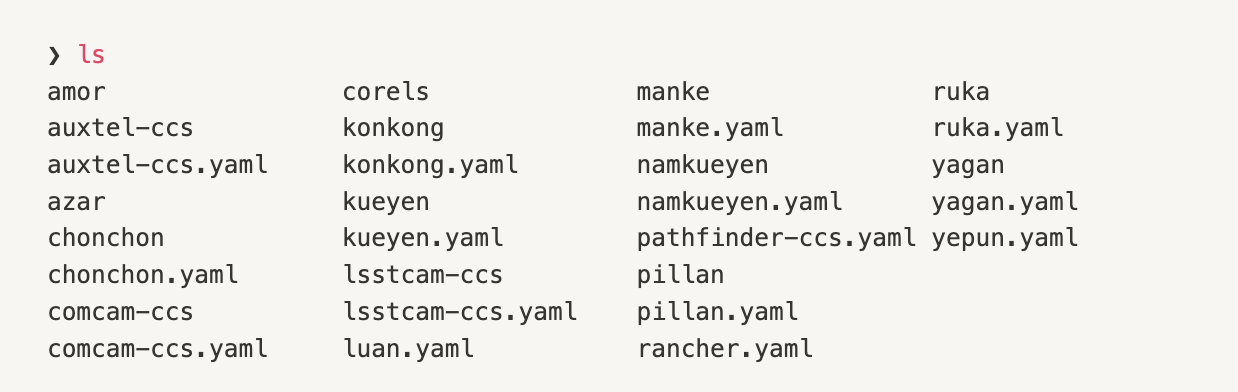 ❯ ls
amor corels manke ruka
auxtel-ccs konkong manke.yaml ruka.yaml
auxtel-ccs.yaml konkong.yaml namkueyen yagan
azar kueyen namkueyen.yaml yagan.yaml
chonchon kueyen.yaml pathfinder-ccs.yaml yepun.yaml
chonchon.yaml lsstcam-ccs pillan
comcam-ccs lsstcam-ccs.yaml pillan.yaml
comcam-ccs.yaml luan.yaml rancher.yaml